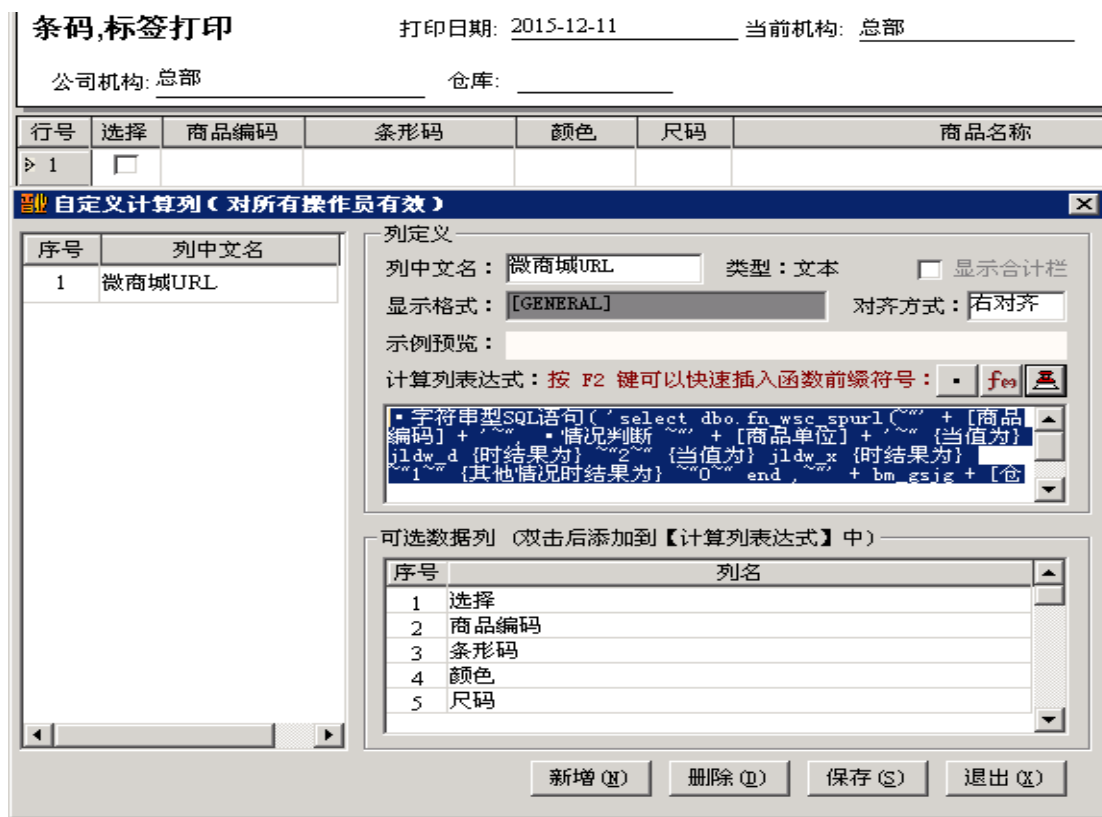 条码,标签打印 打印日期: 2015-12-11 当前机构: 总部
公司机构: 总部 仓库:
行号 选择 商品编码 条形码 颜色 尺码 商品名称
1
自定义计算列(对所有操作员有效)
序号 列中文名
1 微商城URL
列定义
列中文名: 微商城URL 类型:文本 显示合计栏
显示格式: [GENERAL] 对齐方式: 右对齐
示例预览:
计算列表达式:按 F2 键可以快速插入函数前缀符号: ▪ f(x)
▪字符串型SQL语句('select dbo.fn_wsc_spurl(~"' + [商品
编码] + '~", ▪情况判断 ~"' + [商品单位] + '~" {当值为}
jldw_d {时结果为} ~"2~" {当值为} jldw_x {时结果为}
~"1~" {其他情况时结果为} ~"0~" end ,~"' + bm_gsjg + [仓
可选数据列 (双击后添加到【计算列表达式】中)
序号 列名
1 选择
2 商品编码
3 条形码
4 颜色
5 尺码
新增(N) 删除(D) 保存(S) 退出(X)